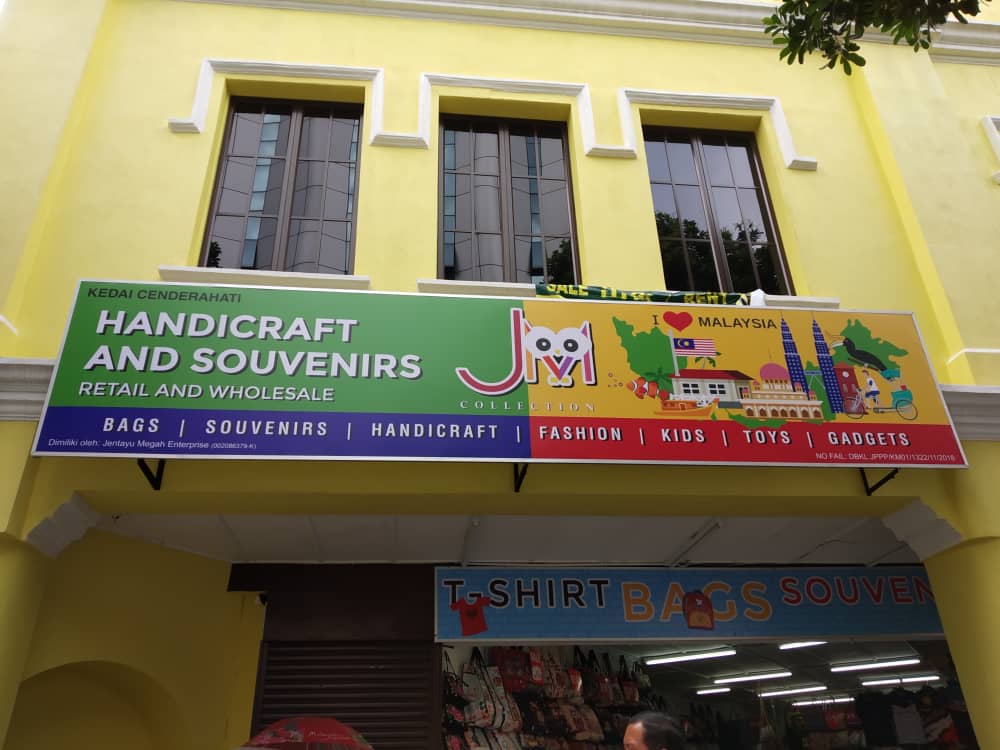 KEDAI CENDERAHATI
HANDICRAFT
AND SOUVENIRS
RETAIL AND WHOLESALE
JM
COLLECTION
I MALAYSIA
BAGS | SOUVENIRS | HANDICRAFT | FASHION | KIDS | TOYS | GADGETS
Dimiliki oleh: Jentayu Megah Enterprise (002086379-K)
NO FAIL: DBKL JPPP/KM01/1322/11/2016
T-SHIRT BAGS SOUVEN